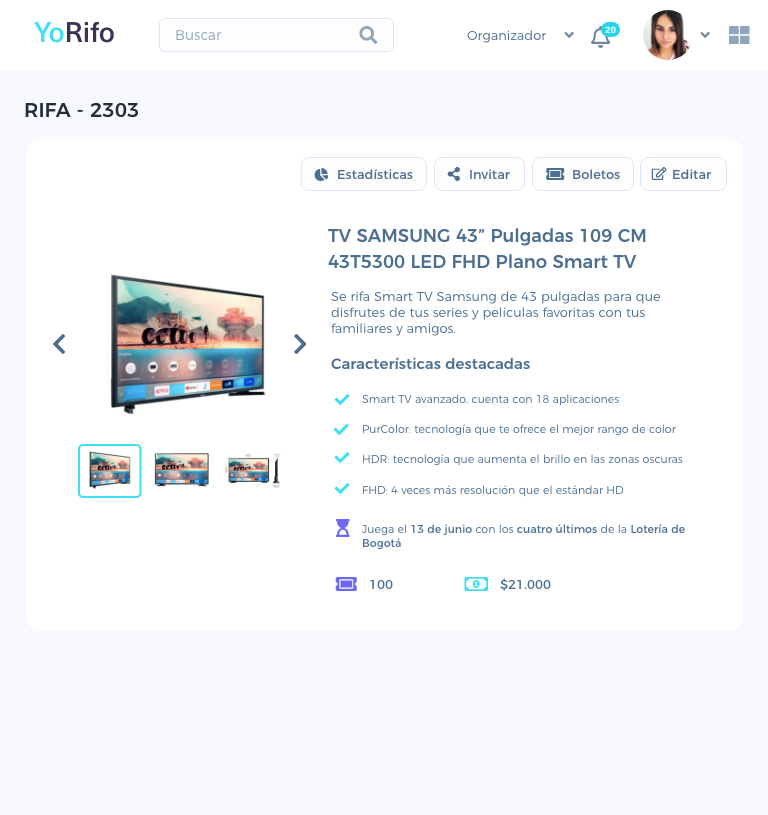 YoRifo
Buscar
Organizador
20
RIFA - 2303
Estadísticas
Invitar
Boletos
Editar
TV SAMSUNG 43” Pulgadas 109 CM
43T5300 LED FHD Plano Smart TV
Se rifa Smart TV Samsung de 43 pulgadas para que
disfrutes de tus series y películas favoritas con tus
familiares y amigos.
Características destacadas
Smart TV avanzado, cuenta con 18 aplicaciones
PurColor: tecnología que te ofrece el mejor rango de color
HDR: tecnología que aumenta el brillo en las zonas oscuras
FHD: 4 veces más resolución que el estándar HD
Juega el 13 de junio con los cuatro últimos de la Lotería de
Bogotá
100
$21.000